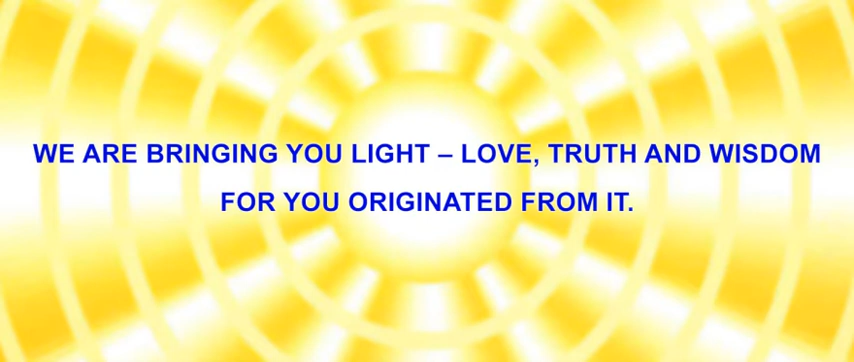 WE ARE BRINGING YOU LIGHT – LOVE, TRUTH AND WISDOM
FOR YOU ORIGINATED FROM IT.